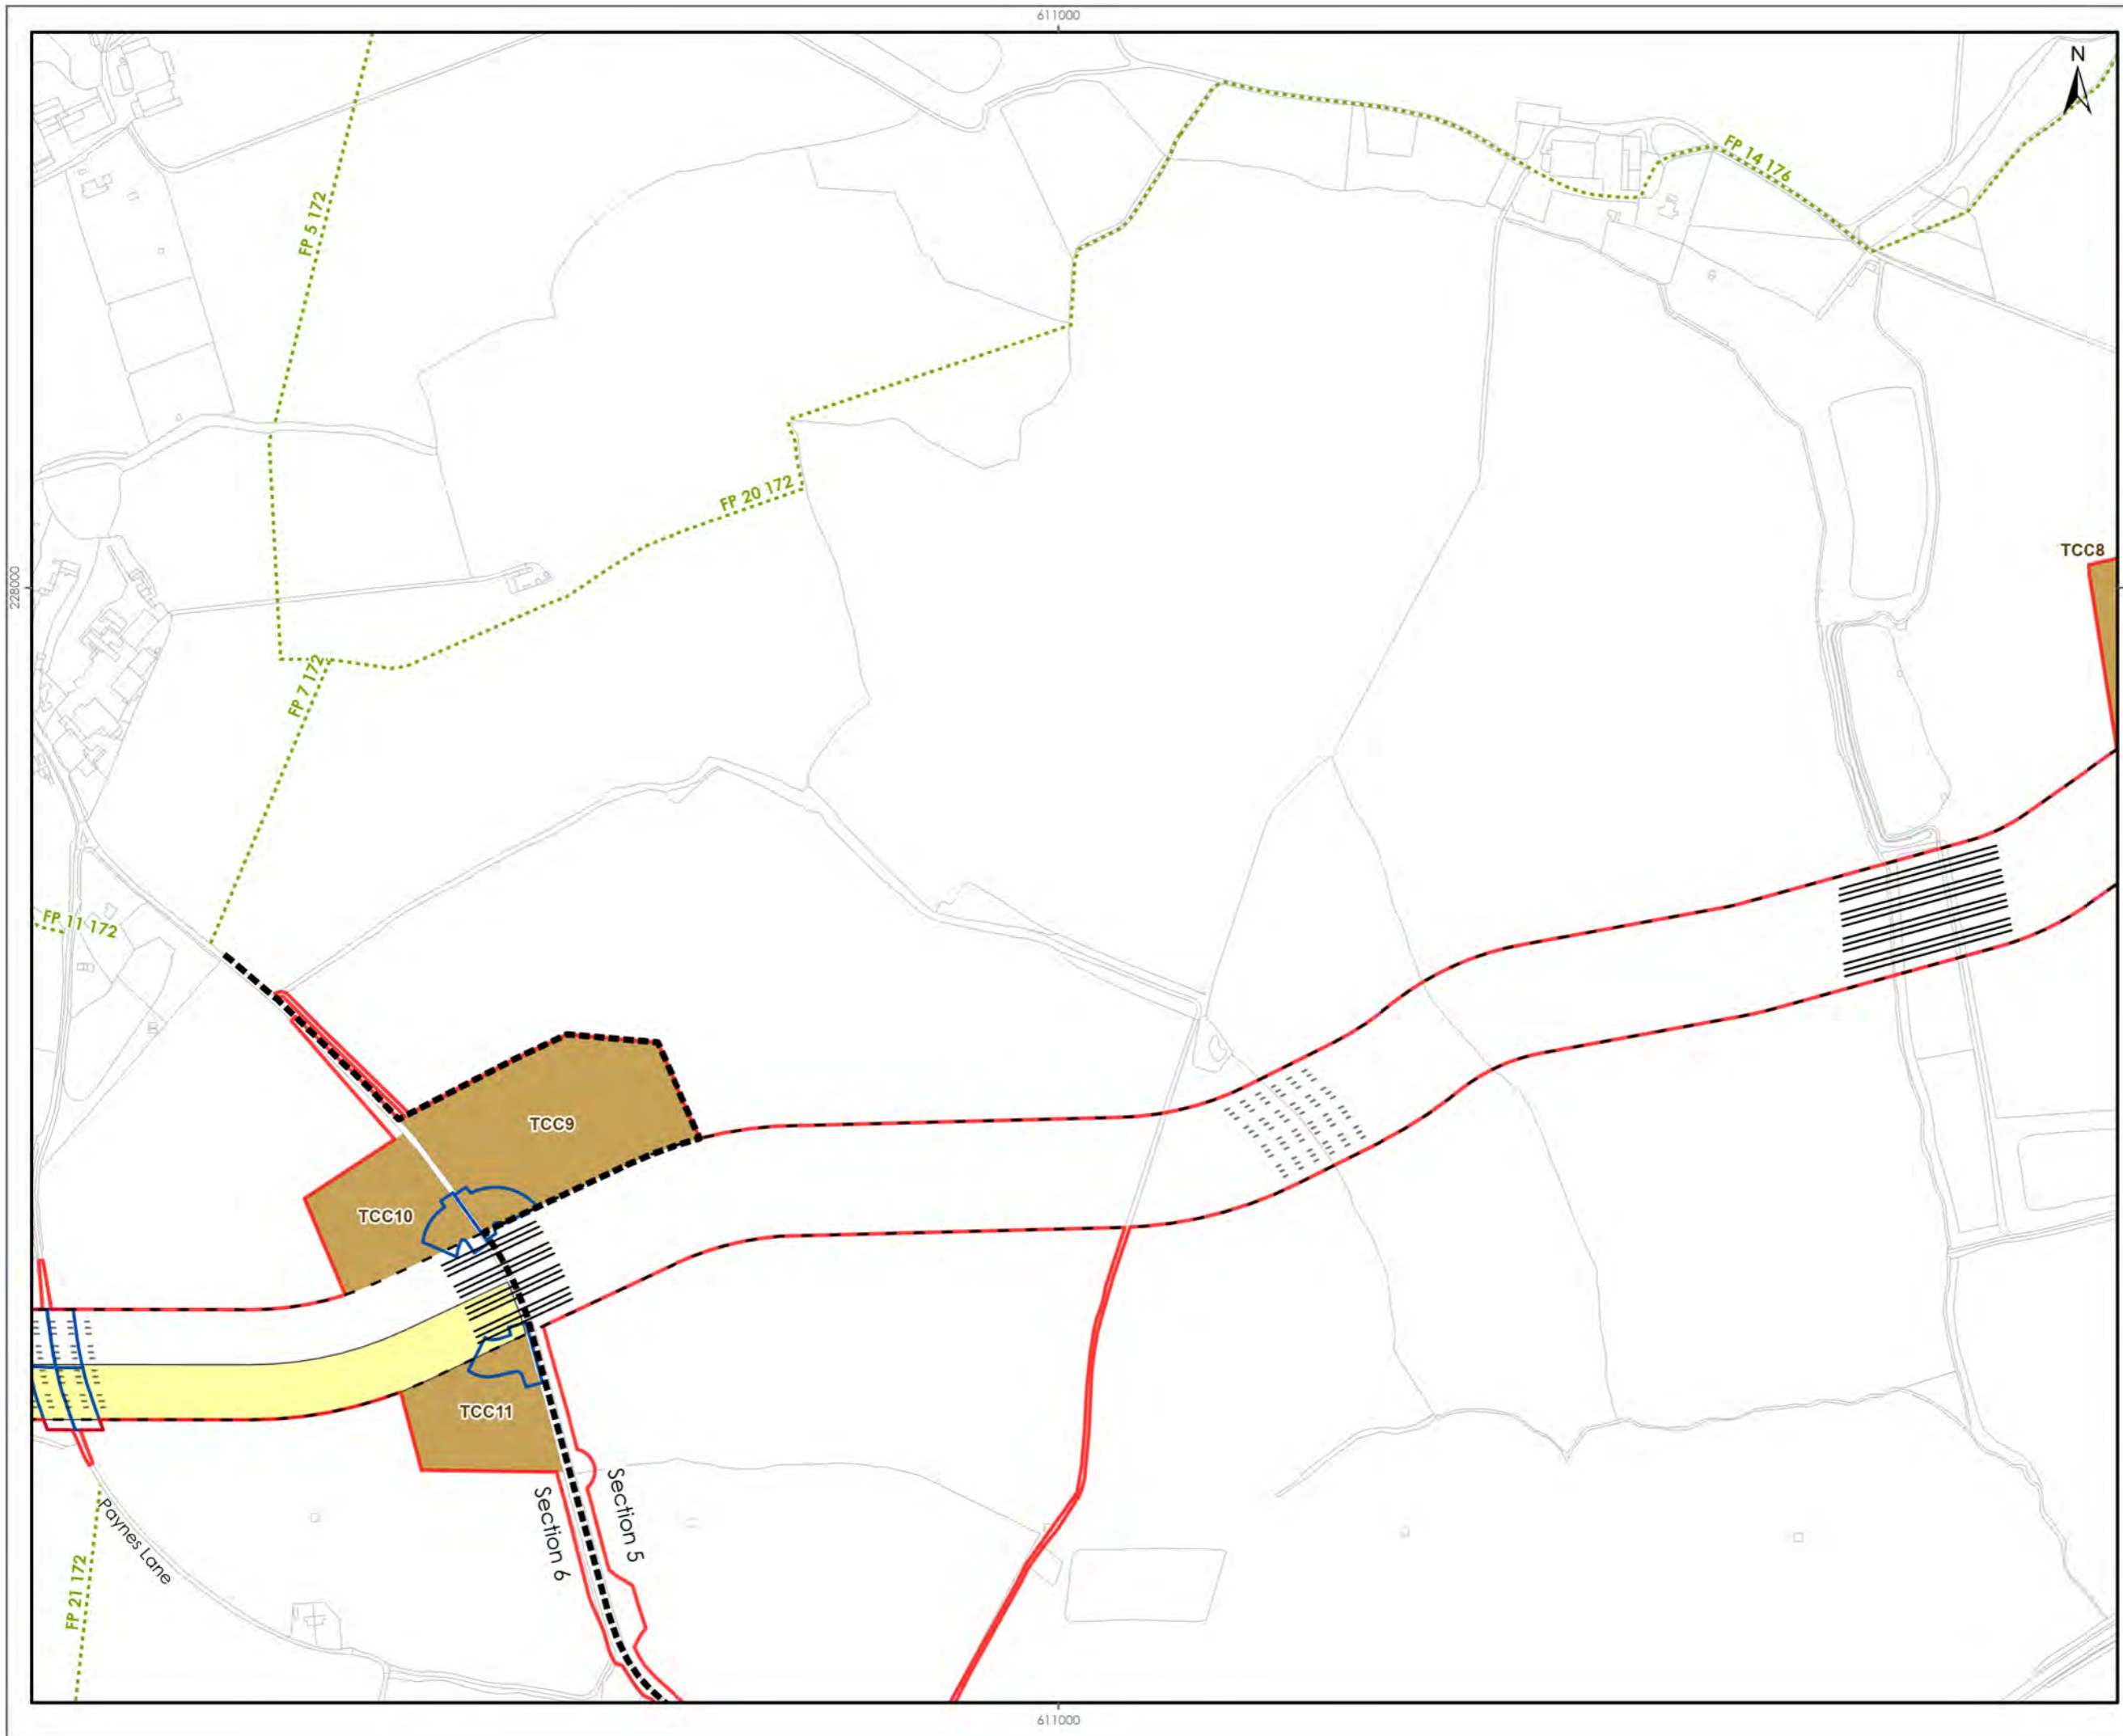 611000
N
FP 14 176
FP 5 172
FP 20 172
TCC8
228000
FP 7 172
FP 11 172
TCC9
TCC10
TCC11
Section 5
Section 6
Paynes Lane
FP 21 172
611000